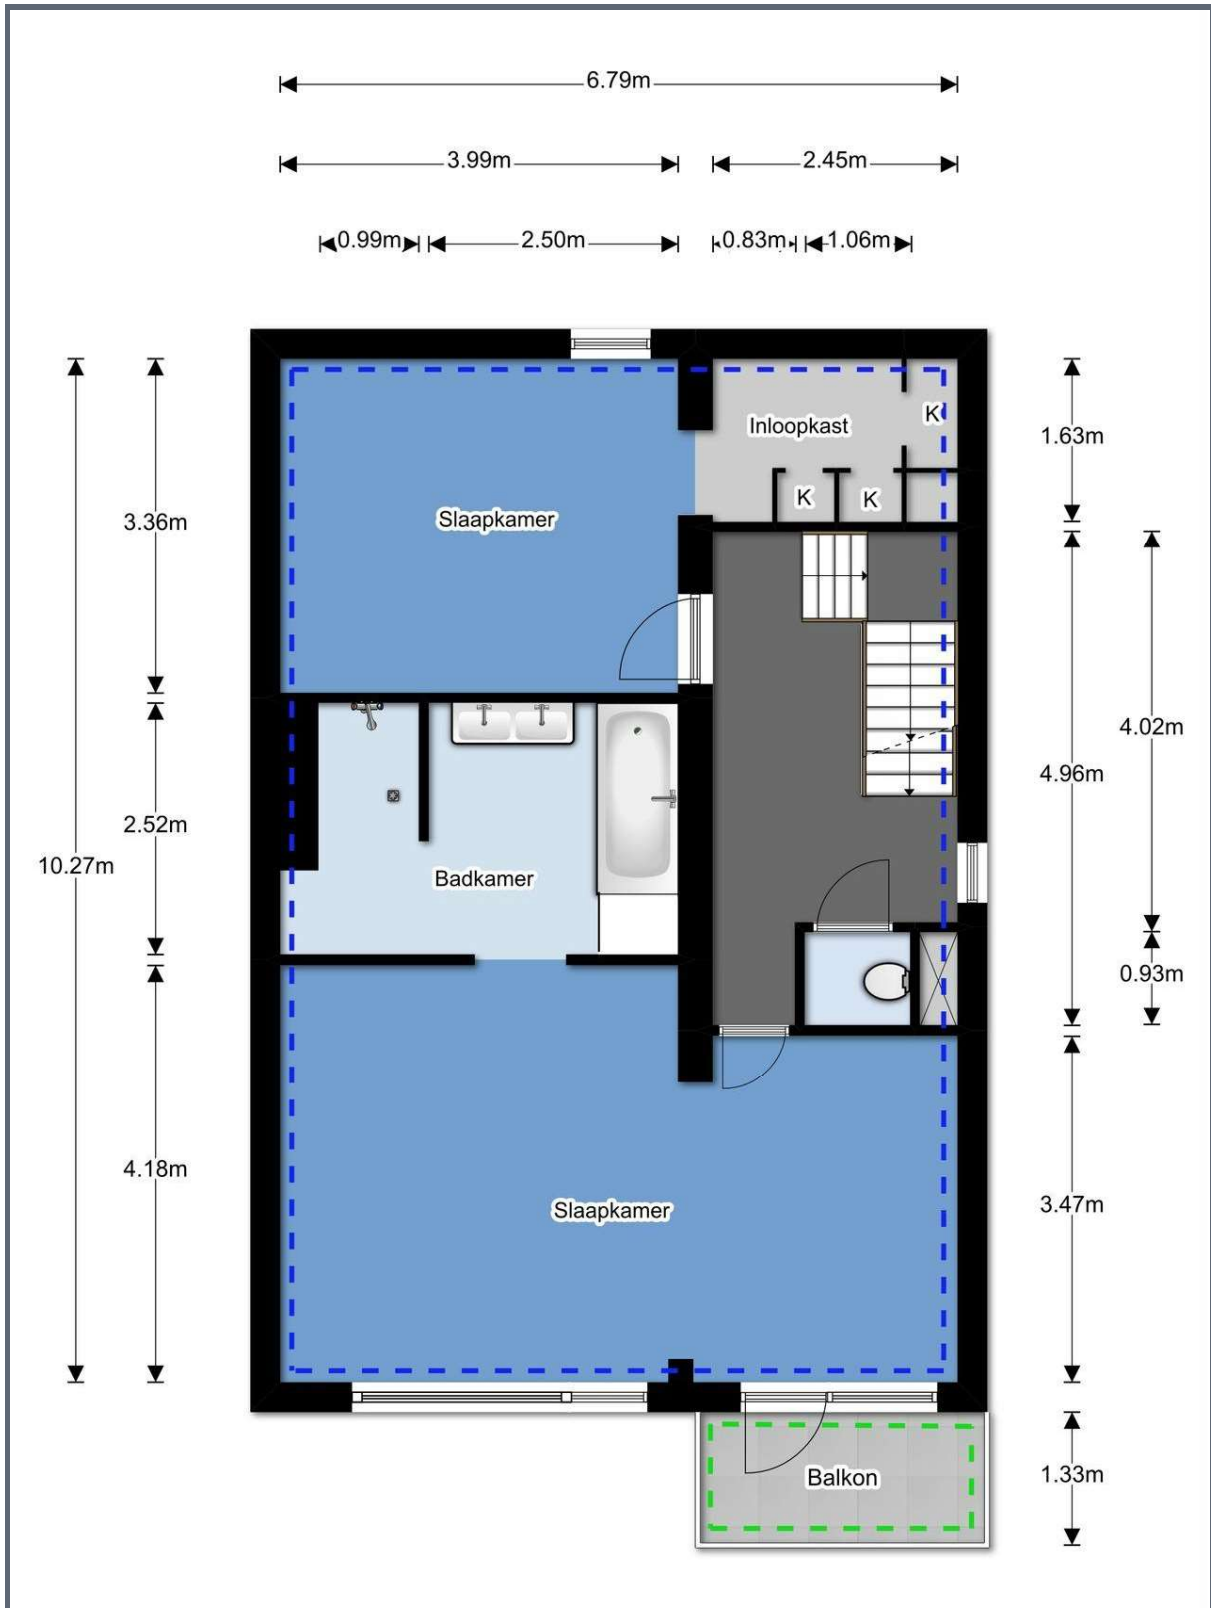 6.79m
3.99m
2.45m
0.99m
2.50m
0.83m
1.06m
Inloopkast
K
1.63m
K
K
3.36m
Slaapkamer
4.02m
4.96m
2.52m
10.27m
Badkamer
0.93m
4.18m
3.47m
Slaapkamer
1.33m
Balkon